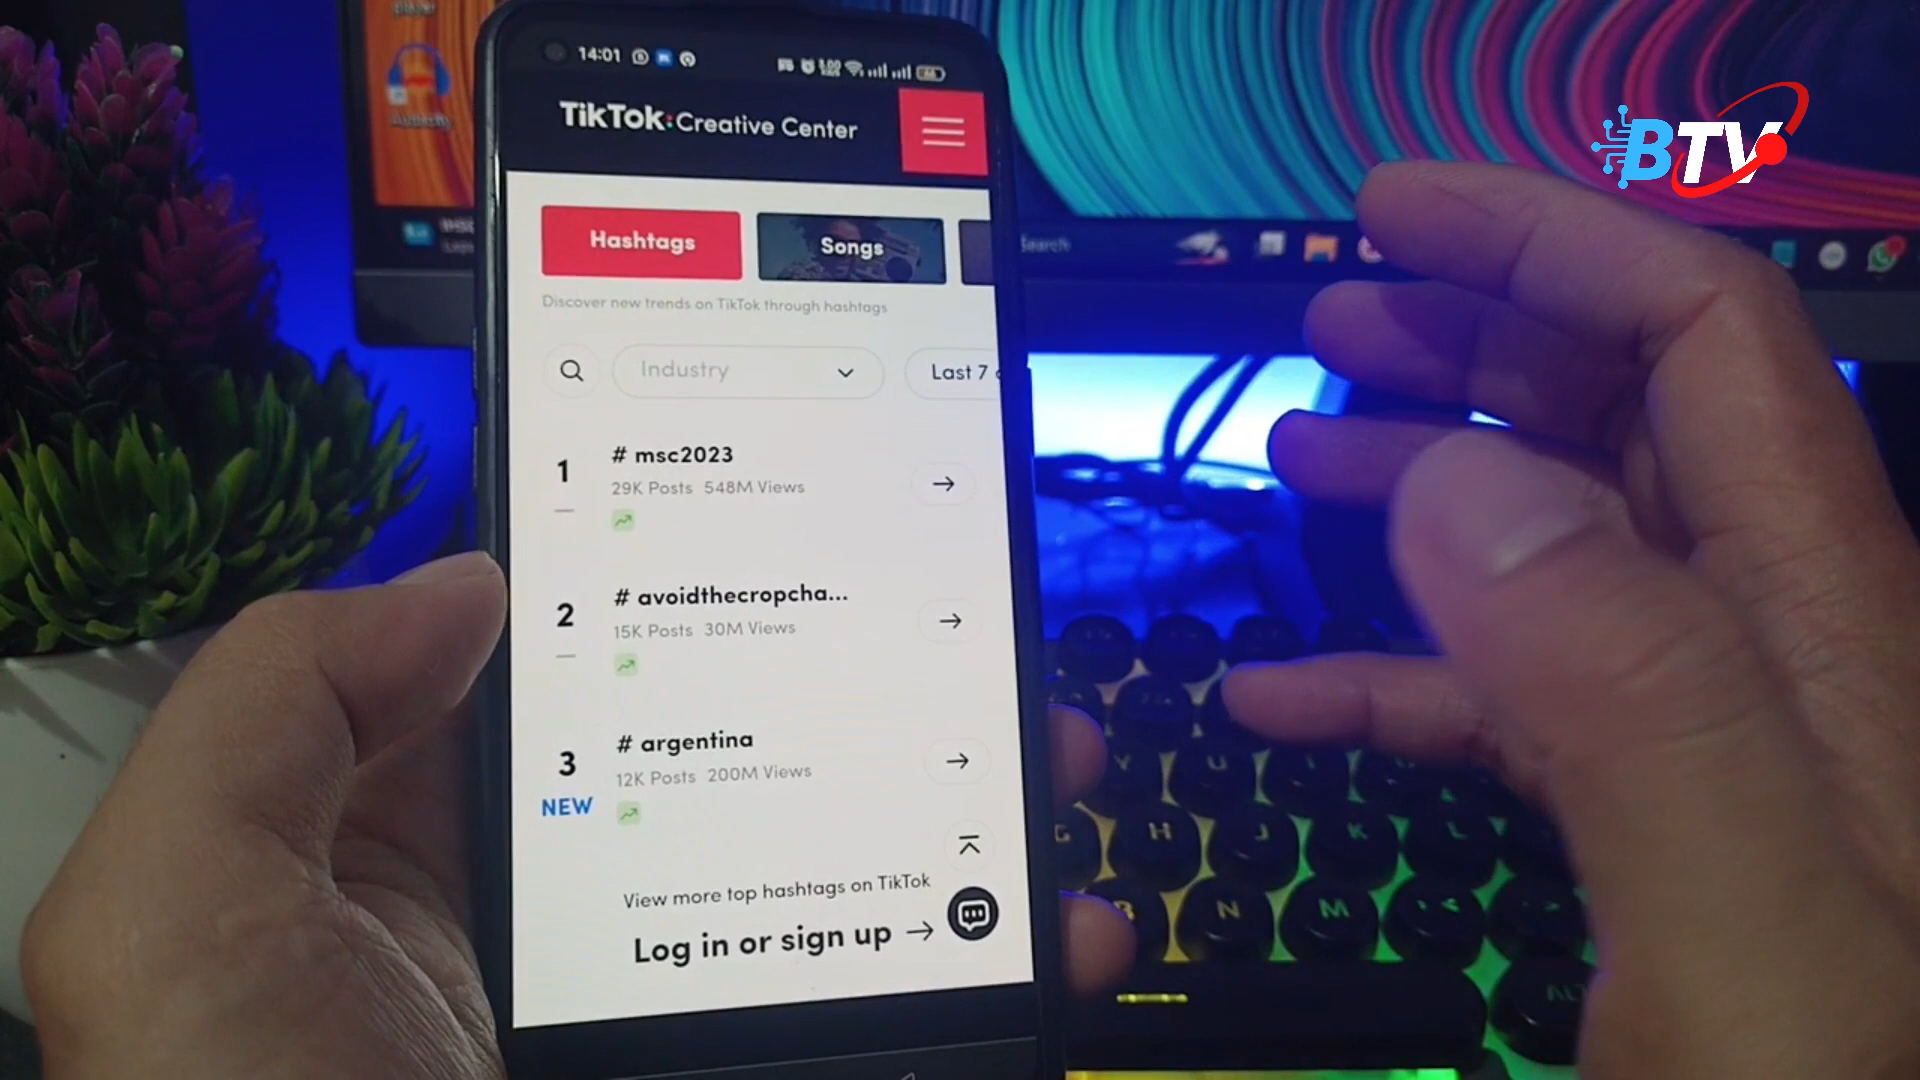 14:01
TikTok:Creative Center
BTV
Hashtags
Songs
Search
Discover new trends on TikTok through hashtags
Industry
Last 7
1
# msc2023
29K Posts 548M Views
2
# avoidthecropcha...
15K Posts 30M Views
3
# argentina
12K Posts 200M Views
NEW
View more top hashtags on TikTok
Log in or sign up →
Y
U
G
H
J
K
L
B
N
M
ALT